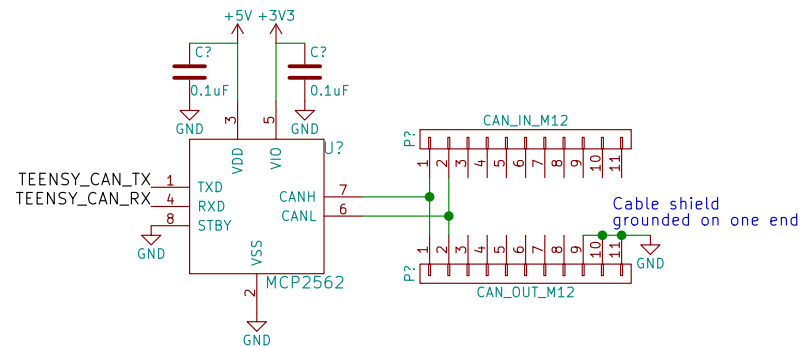 +5V +3V3
C? C?
0.1uF 0.1uF
GND GND
3 5
VDD VIO
U?
TEENSY_CAN_TX 1 TXD
TEENSY_CAN_RX 4 RXD
8 STBY
GND
CANH 7
CANL 6
VSS
MCP2562
2
GND
CAN_IN_M12
P?
1 2 3 4 5 6 7 8 9 10 11
Cable shield
grounded on one end
1 2 3 4 5 6 7 8 9 10 11
GND
P?
CAN_OUT_M12